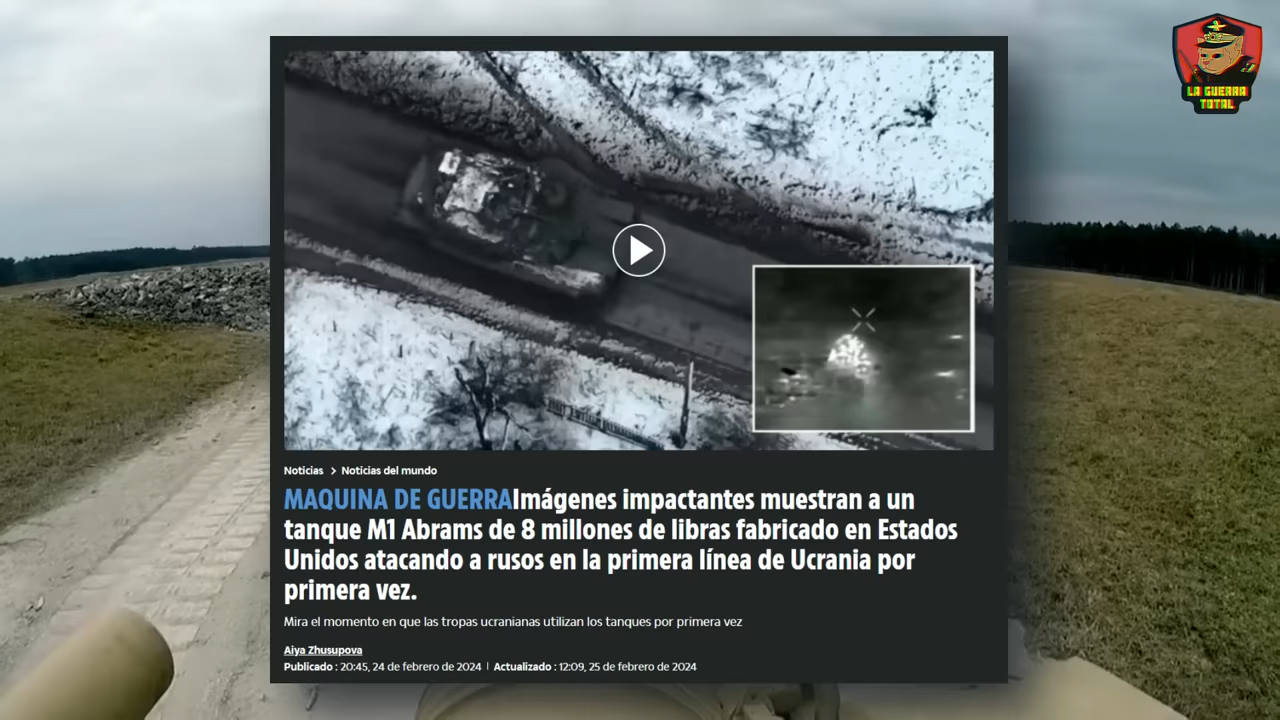 LA GUERRA
TOTAL
Noticias > Noticias del mundo
MAQUINA DE GUERRAImágenes impactantes muestran a un
tanque M1 Abrams de 8 millones de libras fabricado en Estados
Unidos atacando a rusos en la primera línea de Ucrania por
primera vez.
Mira el momento en que las tropas ucranianas utilizan los tanques por primera vez
Aiya Zhusupova
Publicado : 20:45, 24 de febrero de 2024 | Actualizado : 12:09, 25 de febrero de 2024